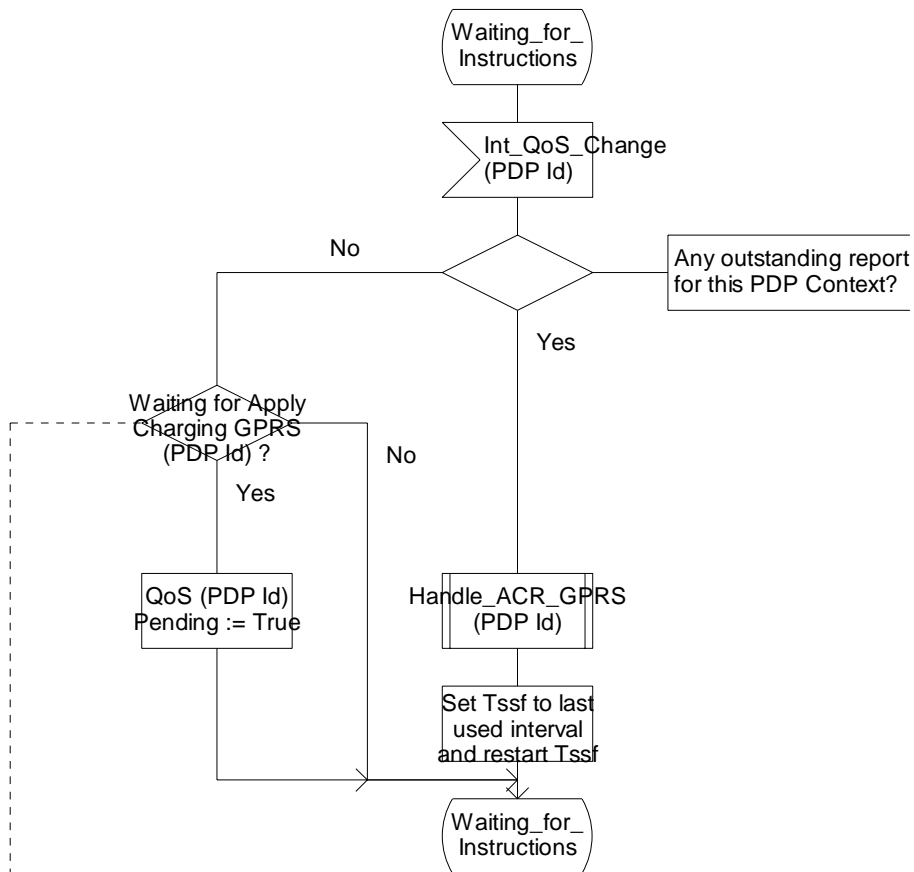 Waiting_for_
Instructions
Int_QoS_Change
(PDP Id)
No
Any outstanding report
for this PDP Context?
Yes
Waiting for Apply
Charging GPRS
(PDP Id) ?
No
Yes
QoS (PDP Id)
Pending := True
Handle_ACR_GPRS
(PDP Id)
Set Tssf to last
used interval
and restart Tssf
Waiting_for_
Instructions